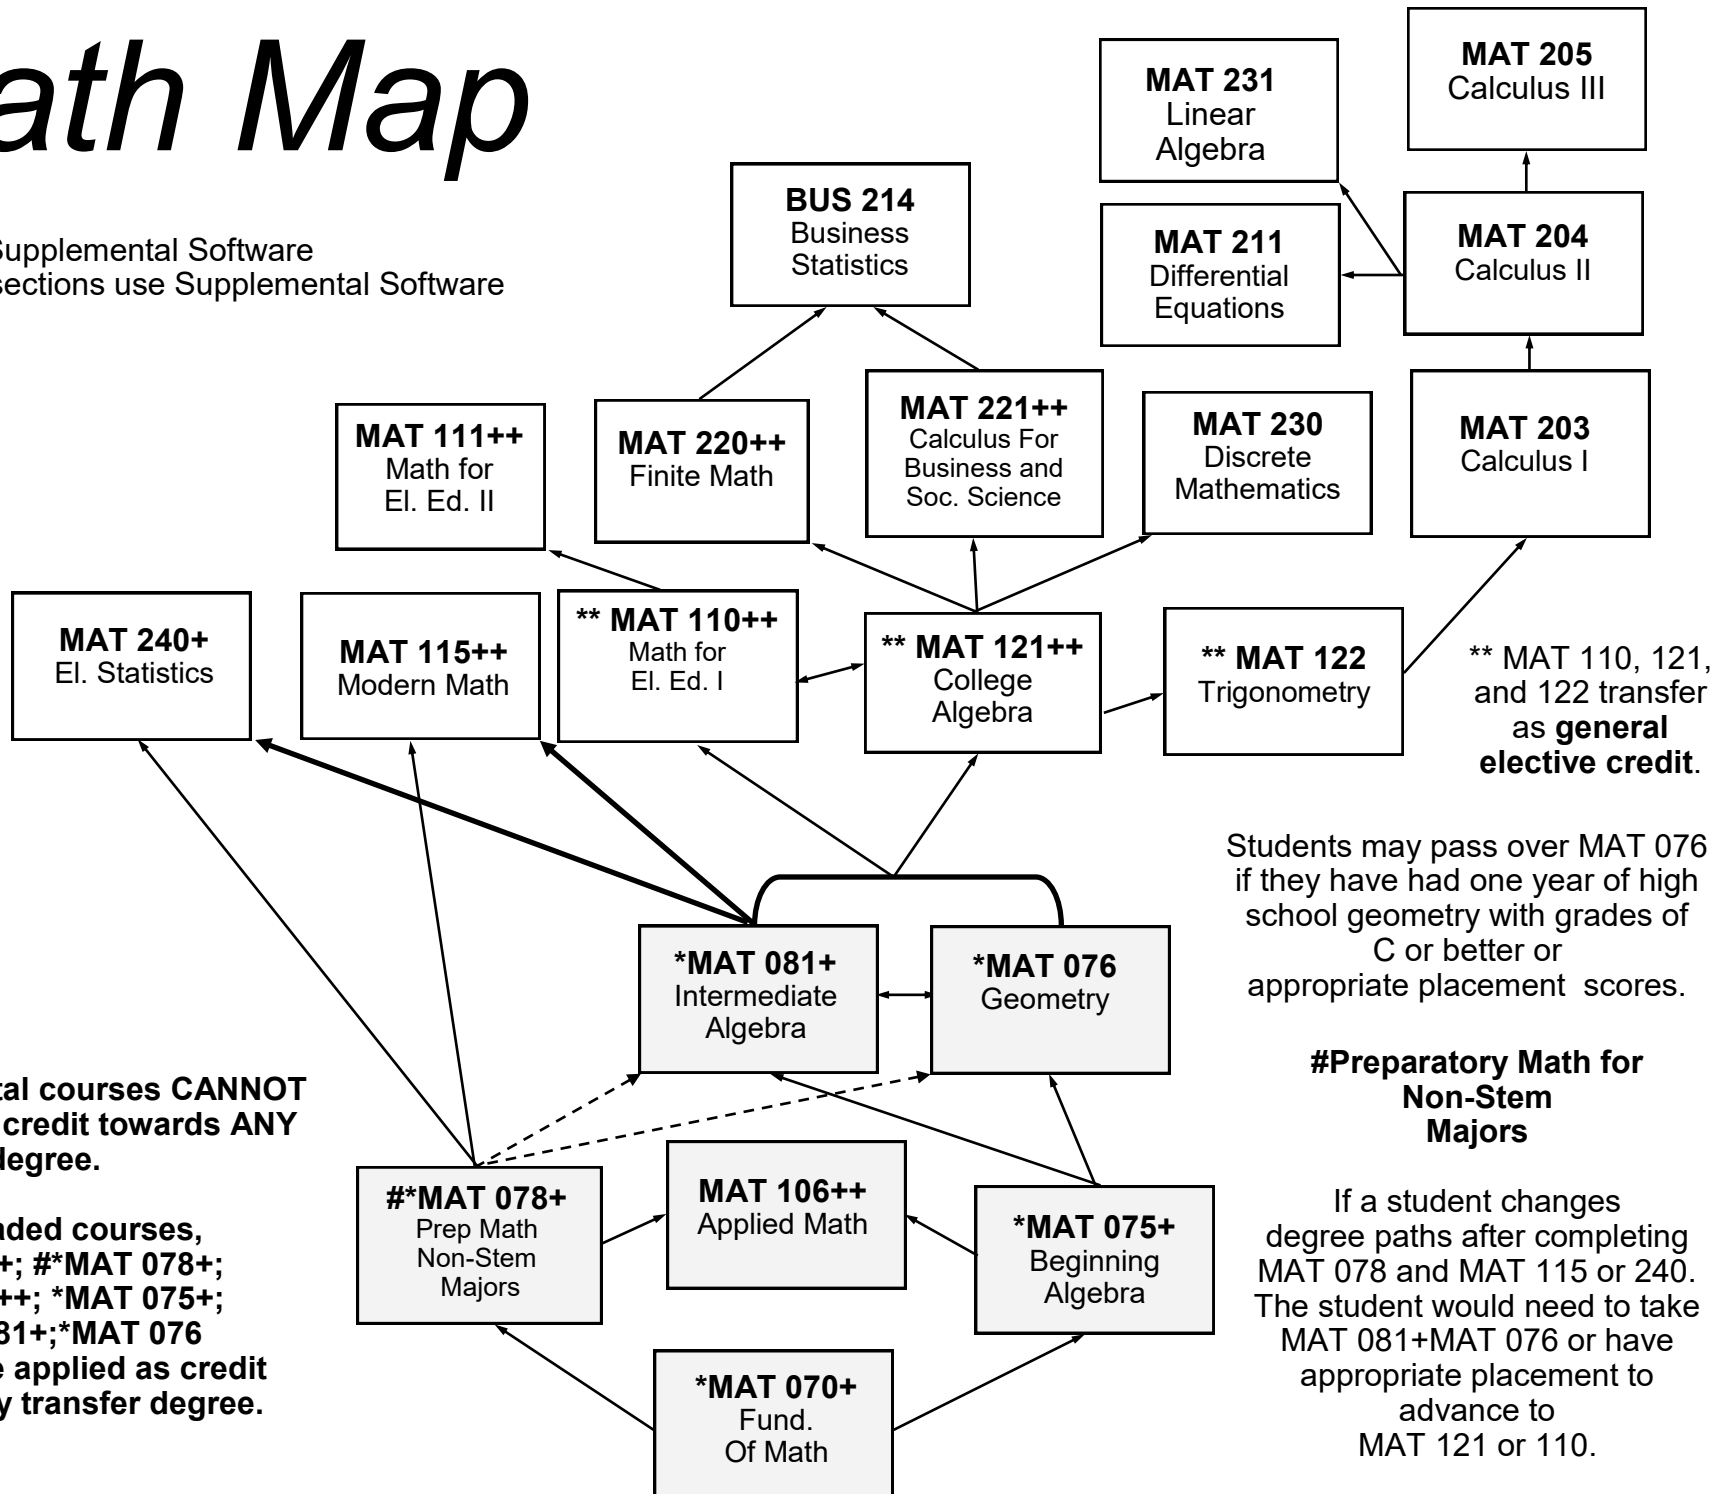 ath Map
Supplemental Software
sections use Supplemental Software
MAT 205
Calculus III
MAT 231
Linear
Algebra
BUS 214
Business
Statistics
MAT 211
Differential
Equations
MAT 204
Calculus II
MAT 111++
Math for
El. Ed. II
MAT 220++
Finite Math
MAT 221++
Calculus For
Business and
Soc. Science
MAT 230
Discrete
Mathematics
MAT 203
Calculus I
MAT 240+
El. Statistics
MAT 115++
Modern Math
** MAT 110++
Math for
El. Ed. I
** MAT 121++
College
Algebra
** MAT 122
Trigonometry
** MAT 110, 121,
and 122 transfer
as general
elective credit.
Students may pass over MAT 076
if they have had one year of high
school geometry with grades of
C or better or
appropriate placement  scores.
*MAT 081+
Intermediate
Algebra
*MAT 076
Geometry
#Preparatory Math for
Non-Stem
Majors
If a student changes
degree paths after completing
MAT 078 and MAT 115 or 240.
The student would need to take
MAT 081+MAT 076 or have
appropriate placement to
advance to
MAT 121 or 110.
tal courses CANNOT
credit towards ANY
degree.
aded courses,
+; #*MAT 078+;
++; *MAT 075+;
81+;*MAT 076
e applied as credit
y transfer degree.
#*MAT 078+
Prep Math
Non-Stem
Majors
MAT 106++
Applied Math
*MAT 075+
Beginning
Algebra
*MAT 070+
Fund.
Of Math